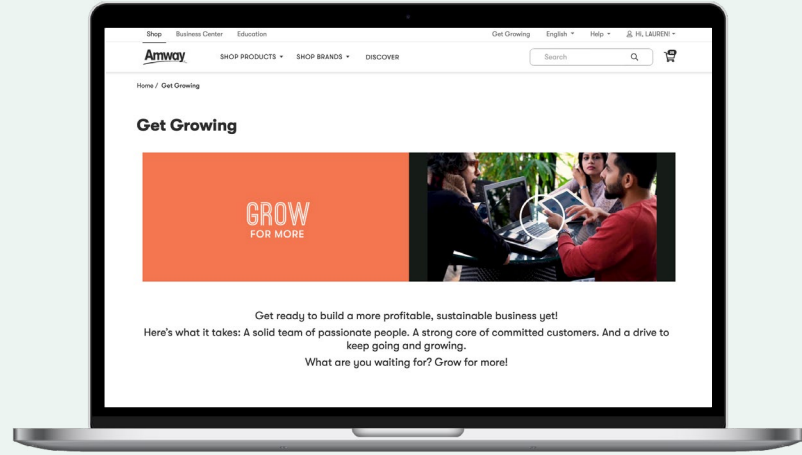 Shop Business Center Education Get Growing English Help HI, LAUREN!
Amway SHOP PRODUCTS SHOP BRANDS DISCOVER Search
Home / Get Growing
Get Growing
GROW
FOR MORE
Get ready to build a more profitable, sustainable business yet!
Here's what it takes: A solid team of passionate people. A strong core of committed customers. And a drive to
keep going and growing.
What are you waiting for? Grow for more!